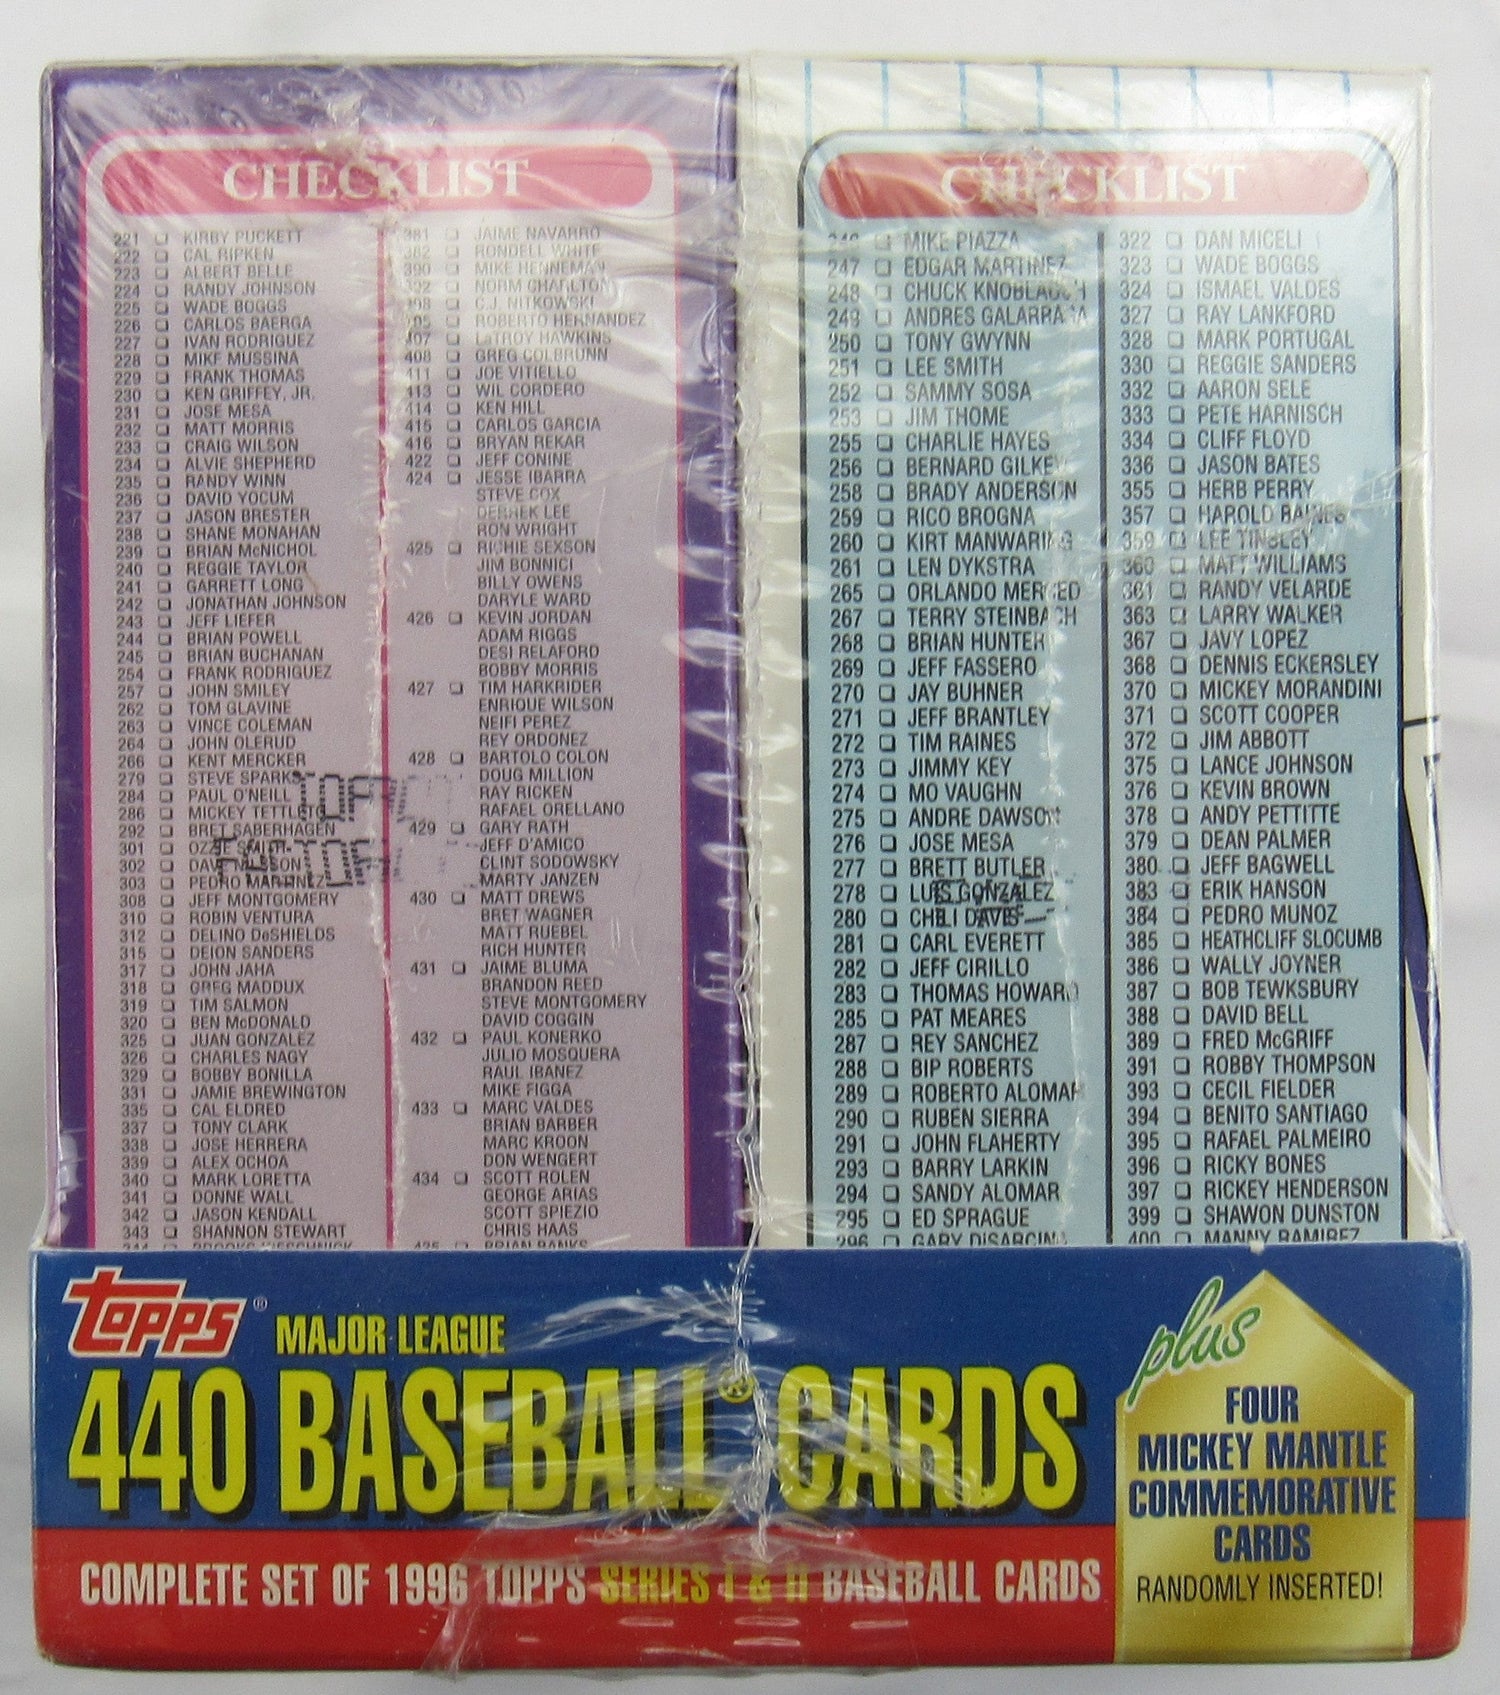 CHECKLIST
221 KIRBY PUCKETT
222 CAL RIPKEN
223 ALBERT BELLE
224 RANDY JOHNSON
225 WADE BOGGS
226 CARLOS BAERGA
227 IVAN RODRIGUEZ
228 MIKE MUSSINA
229 FRANK THOMAS
230 KEN GRIFFEY, JR.
231 JOSE MESA
232 MATT MORRIS
233 CRAIG WILSON
234 ALVIE SHEPHERD
235 RANDY WINN
236 DAVID YOCUM
237 JASON BRESTER
238 SHANE MONAHAN
239 BRIAN McNICHOL
240 REGGIE TAYLOR
241 GARRETT LONG
242 JONATHAN JOHNSON
243 JEFF LIEFER
244 BRIAN POWELL
245 BRIAN BUCHANAN
254 FRANK RODRIGUEZ
257 JOHN SMILEY
262 TOM GLAVINE
263 VINCE COLEMAN
264 JOHN OLERUD
266 KENT MERCKER
279 STEVE SPARKS
284 PAUL O'NEILL
286 MICKEY TETTLETON
292 BRET SABERHAGEN
301 OZZIE SMITH
302 DAVE
303 PEDRO MARTINEZ
308 JEFF MONTGOMERY
310 ROBIN VENTURA
312 DELINO DeSHIELDS
315 DEION SANDERS
317 JOHN JAHA
318 GREG MADDUX
319 TIM SALMON
320 BEN McDONALD
325 JUAN GONZALEZ
326 CHARLES NAGY
329 BOBBY BONILLA
331 JAMIE BREWINGTON
335 CAL ELDRED
337 TONY CLARK
338 JOSE HERRERA
339 ALEX OCHOA
340 MARK LORETTA
341 DONNE WALL
342 JASON KENDALL
343 SHANNON STEWART
381 JAIME NAVARRO
382 RONDELL WHITE
390 MIKE HENNEMAN
NORM CHARLTON
398 C.J. NITKOWSKI
ROBERTO HERNANDEZ
407 LaTROY HAWKINS
408 GREG COLBRUNN
411 JOE VITIELLO
413 WIL CORDERO
414 KEN HILL
415 CARLOS GARCIA
416 BRYAN REKAR
422 JEFF CONINE
424 JESSE IBARRA
STEVE COX
DERREK LEE
RON WRIGHT
425 RICHIE SEXSON
JIM BONNICI
BILLY OWENS
DARYLE WARD
426 KEVIN JORDAN
ADAM RIGGS
DESI RELAFORD
BOBBY MORRIS
427 TIM HARKRIDER
ENRIQUE WILSON
NEIFI PEREZ
REY ORDONEZ
428 BARTOLO COLON
DOUG MILLION
RAY RICKEN
RAFAEL ORELLANO
429 GARY RATH
JEFF D'AMICO
CLINT SODOWSKY
MARTY JANZEN
430 MATT DREWS
BRET WAGNER
MATT RUEBEL
RICH HUNTER
431 JAIME BLUMA
BRANDON REED
STEVE MONTGOMERY
DAVID COGGIN
432 PAUL KONERKO
JULIO MOSQUERA
RAUL IBANEZ
MIKE FIGGA
433 MARC VALDES
BRIAN BARBER
MARC KROON
DON WENGERT
434 SCOTT ROLEN
GEORGE ARIAS
SCOTT SPIEZIO
CHRIS HAAS
435 BRIAN BANKS
CHECKLIST
246 MIKE PIAZZA
247 EDGAR MARTINEZ
248 CHUCK KNOBLAUCH
249 ANDRES GALARRAGA
250 TONY GWYNN
251 LEE SMITH
252 SAMMY SOSA
253 JIM THOME
255 CHARLIE HAYES
256 BERNARD GILKEY
258 BRADY ANDERSON
259 RICO BROGNA
260 KIRT MANWARING
261 LEN DYKSTRA
265 ORLANDO MERCED
267 TERRY STEINBACH
268 BRIAN HUNTER
269 JEFF FASSERO
270 JAY BUHNER
271 JEFF BRANTLEY
272 TIM RAINES
273 JIMMY KEY
274 MO VAUGHN
275 ANDRE DAWSON
276 JOSE MESA
277 BRETT BUTLER
278 LUIS GONZALEZ
280 CHILI DAVIS
281 CARL EVERETT
282 JEFF CIRILLO
283 THOMAS HOWARD
285 PAT MEARES
287 REY SANCHEZ
288 BIP ROBERTS
289 ROBERTO ALOMAR
290 RUBEN SIERRA
291 JOHN FLAHERTY
293 BARRY LARKIN
294 SANDY ALOMAR
295 ED SPRAGUE
296 GARY DiSARCINA
322 DAN MICELI
323 WADE BOGGS
324 ISMAEL VALDES
327 RAY LANKFORD
328 MARK PORTUGAL
330 REGGIE SANDERS
332 AARON SELE
333 PETE HARNISCH
334 CLIFF FLOYD
336 JASON BATES
355 HERB PERRY
357 HAROLD BAINES
359 LEE TINSLEY
360 MATT WILLIAMS
361 RANDY VELARDE
363 LARRY WALKER
367 JAVY LOPEZ
368 DENNIS ECKERSLEY
370 MICKEY MORANDINI
371 SCOTT COOPER
372 JIM ABBOTT
375 LANCE JOHNSON
376 KEVIN BROWN
378 ANDY PETTITTE
379 DEAN PALMER
380 JEFF BAGWELL
383 ERIK HANSON
384 PEDRO MUNOZ
385 HEATHCLIFF SLOCUMB
386 WALLY JOYNER
387 BOB TEWKSBURY
388 DAVID BELL
389 FRED McGRIFF
391 ROBBY THOMPSON
393 CECIL FIELDER
394 BENITO SANTIAGO
395 RAFAEL PALMEIRO
396 RICKY BONES
397 RICKEY HENDERSON
399 SHAWON DUNSTON
400 MANNY RAMIREZ
TOPPS® MAJOR LEAGUE
440 BASEBALL® CARDS
COMPLETE SET OF 1996 TOPPS SERIES I & II BASEBALL CARDS
plus
FOUR
MICKEY MANTLE
COMMEMORATIVE
CARDS
RANDOMLY INSERTED!